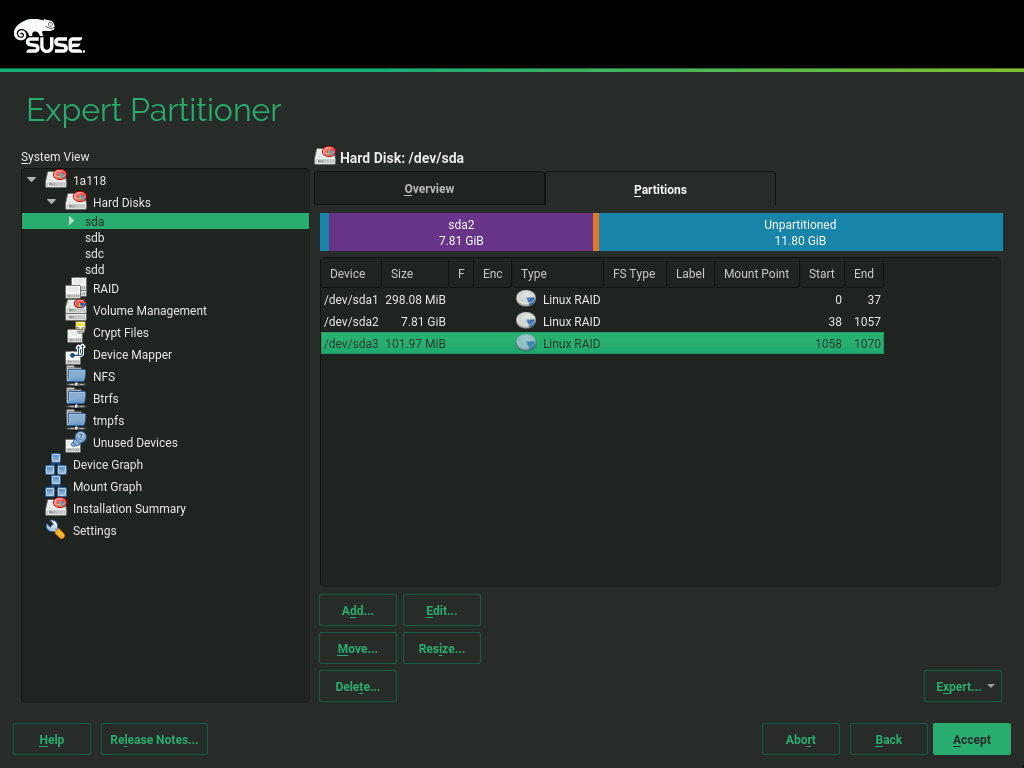 SUSE.
Expert Partitioner
System View
1a118
Hard Disks
sda
sdb
sdc
sdd
RAID
Volume Management
Crypt Files
Device Mapper
NFS
Btrfs
tmpfs
Unused Devices
Device Graph
Mount Graph
Installation Summary
Settings
Hard Disk: /dev/sda
Overview Partitions
sda2 Unpartitioned
7.81 GiB 11.80 GiB
Device Size F Enc Type FS Type Label Mount Point Start End
/dev/sda1 298.08 MiB Linux RAID 0 37
/dev/sda2 7.81 GiB Linux RAID 38 1057
/dev/sda3 101.97 MiB Linux RAID 1058 1070
Add... Edit...
Move... Resize...
Delete... Expert...
Help Release Notes... Abort Back Accept